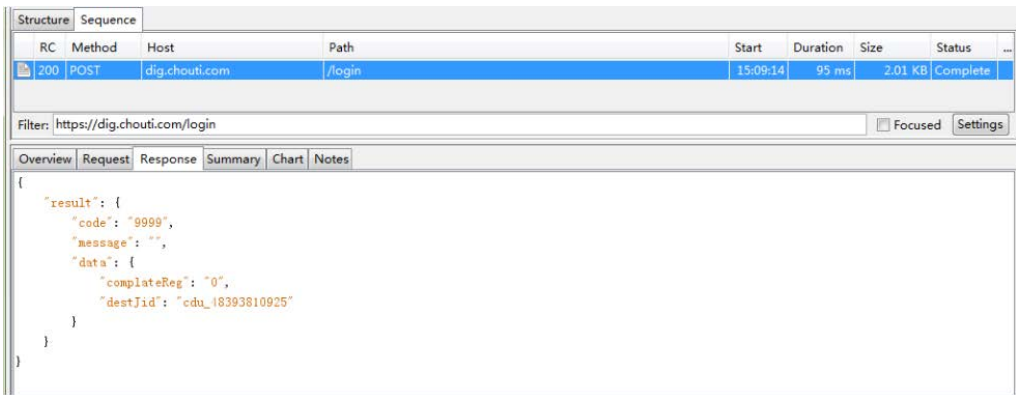 Structure Sequence
RC Method Host Path Start Duration Size Status ...
200 POST dig.chouti.com /login 15:09:14 95 ms 2.01 KB Complete
Filter: https://dig.chouti.com/login Focused Settings
Overview Request Response Summary Chart Notes
{
"result": {
"code": "9999",
"message": "",
"data": {
"complateReg": "0",
"destJid": "cdu_48393810925"
}
}
}